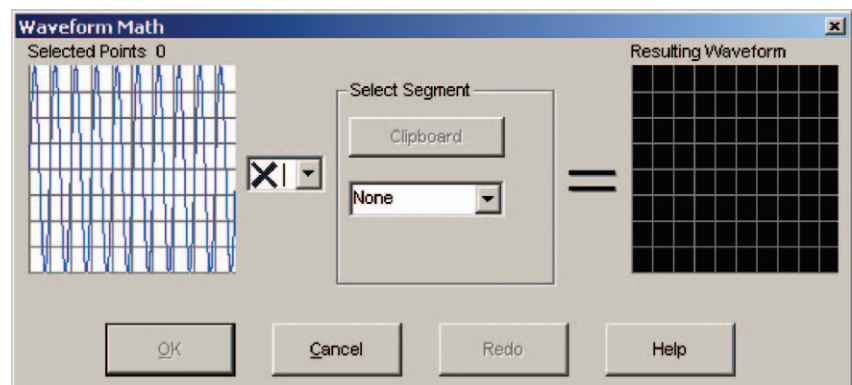 Waveform Math
Selected Points 0
Resulting Waveform
Select Segment
Clipboard
None
OK
Cancel
Redo
Help